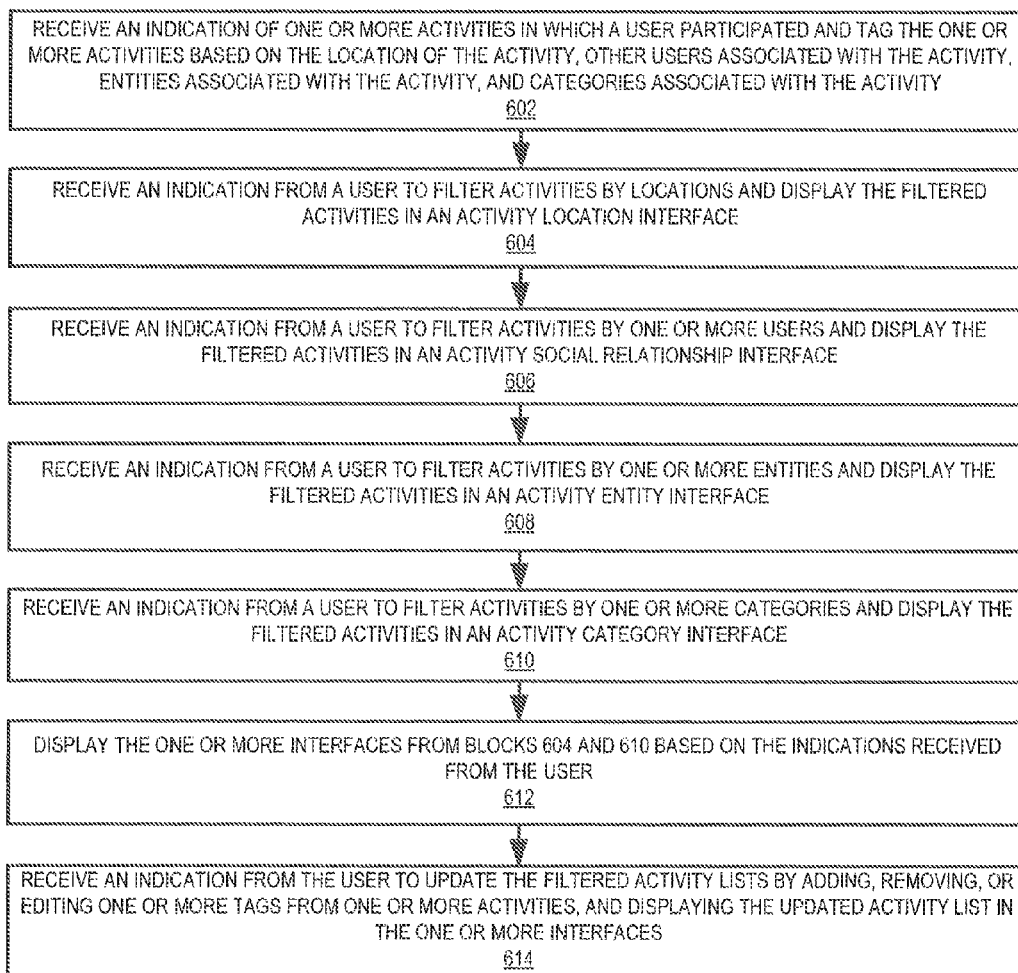 RECEIVE AN INDICATION OF ONE OR MORE ACTIVITIES IN WHICH A USER PARTICIPATED AND TAG THE ONE OR
MORE ACTIVITIES BASED ON THE LOCATION OF THE ACTIVITY, OTHER USERS ASSOCIATED WITH THE ACTIVITY,
ENTITIES ASSOCIATED WITH THE ACTIVITY, AND CATEGORIES ASSOCIATED WITH THE ACTIVITY
602
RECEIVE AN INDICATION FROM A USER TO FILTER ACTIVITIES BY LOCATIONS AND DISPLAY THE FILTERED
ACTIVITIES IN AN ACTIVITY LOCATION INTERFACE
604
RECEIVE AN INDICATION FROM A USER TO FILTER ACTIVITIES BY ONE OR MORE USERS AND DISPLAY THE
FILTERED ACTIVITIES IN AN ACTIVITY SOCIAL RELATIONSHIP INTERFACE
606
RECEIVE AN INDICATION FROM A USER TO FILTER ACTIVITIES BY ONE OR MORE ENTITIES AND DISPLAY THE
FILTERED ACTIVITIES IN AN ACTIVITY ENTITY INTERFACE
608
RECEIVE AN INDICATION FROM A USER TO FILTER ACTIVITIES BY ONE OR MORE CATEGORIES AND DISPLAY THE
FILTERED ACTIVITIES IN AN ACTIVITY CATEGORY INTERFACE
610
DISPLAY THE ONE OR MORE INTERFACES FROM BLOCKS 604 AND 610 BASED ON THE INDICATIONS RECEIVED
FROM THE USER
612
RECEIVE AN INDICATION FROM THE USER TO UPDATE THE FILTERED ACTIVITY LISTS BY ADDING, REMOVING, OR
EDITING ONE OR MORE TAGS FROM ONE OR MORE ACTIVITIES, AND DISPLAYING THE UPDATED ACTIVITY LIST IN
THE ONE OR MORE INTERFACES
614